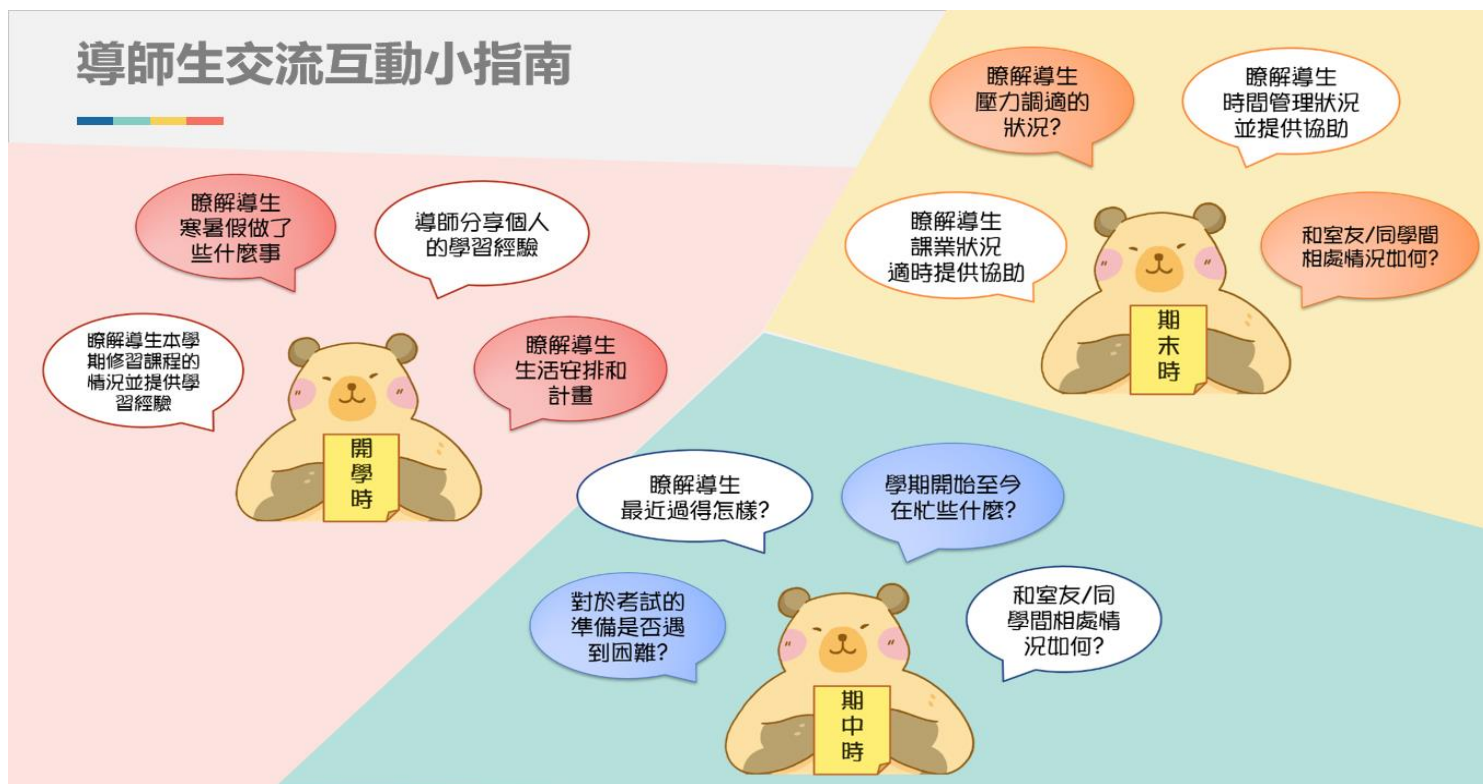 導師生交流互動小指南
瞭解導生
寒暑假做了
些什麼事
導師分享個人
的學習經驗
瞭解導生本學
期修習課程的
情況並提供學
習經驗
瞭解導生
生活安排和
計畫
開
學
時
瞭解導生
最近過得怎樣?
學期開始至今
在忙些什麼?
對於考試的
準備是否遇
到困難?
和室友/同
學間相處情
況如何?
期
中
時
瞭解導生
壓力調適的
狀況?
瞭解導生
時間管理狀況
並提供協助
瞭解導生
課業狀況
適時提供協助
和室友/同學間
相處情況如何?
期
末
時